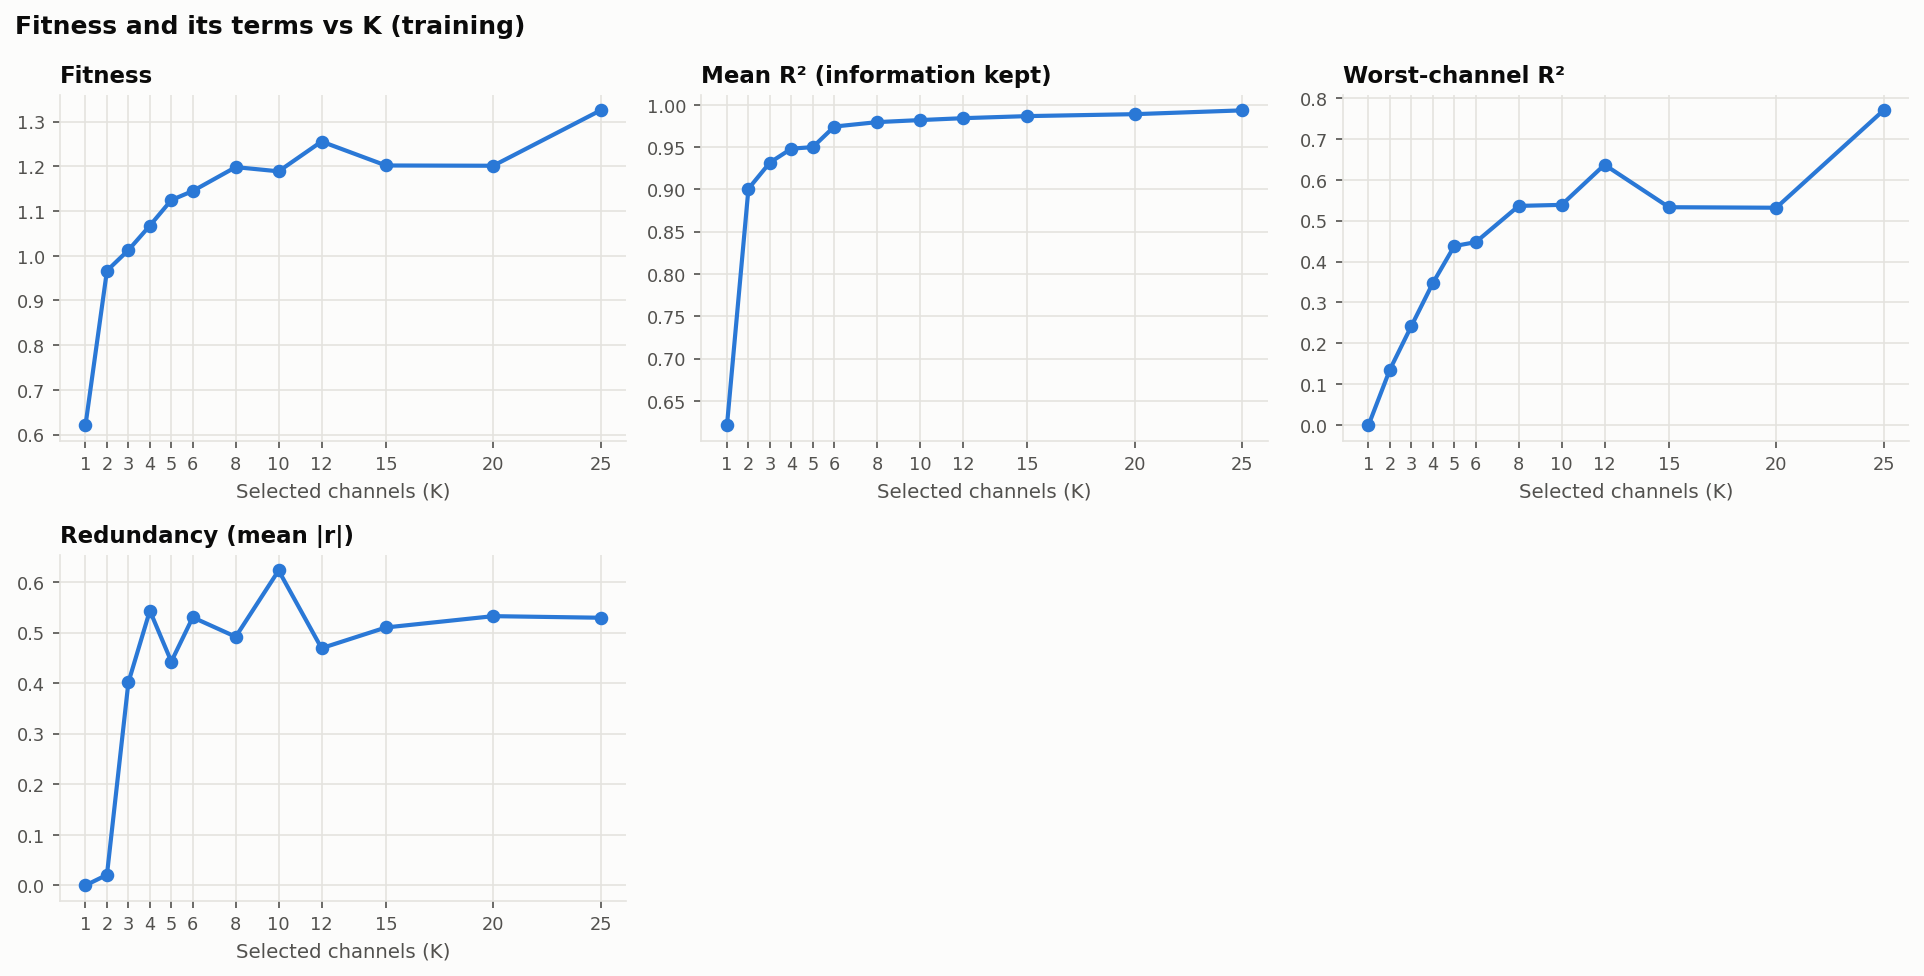 Fitness and its terms vs K (training)
Fitness
1.3
1.2
1.1
1.0
0.9
0.8
0.7
0.6
1 2 3 4 5 6 8 10 12 15 20 25
Selected channels (K)
Mean R² (information kept)
1.00
0.95
0.90
0.85
0.80
0.75
0.70
0.65
1 2 3 4 5 6 8 10 12 15 20 25
Selected channels (K)
Worst-channel R²
0.8
0.7
0.6
0.5
0.4
0.3
0.2
0.1
0.0
1 2 3 4 5 6 8 10 12 15 20 25
Selected channels (K)
Redundancy (mean |r|)
0.6
0.5
0.4
0.3
0.2
0.1
0.0
1 2 3 4 5 6 8 10 12 15 20 25
Selected channels (K)